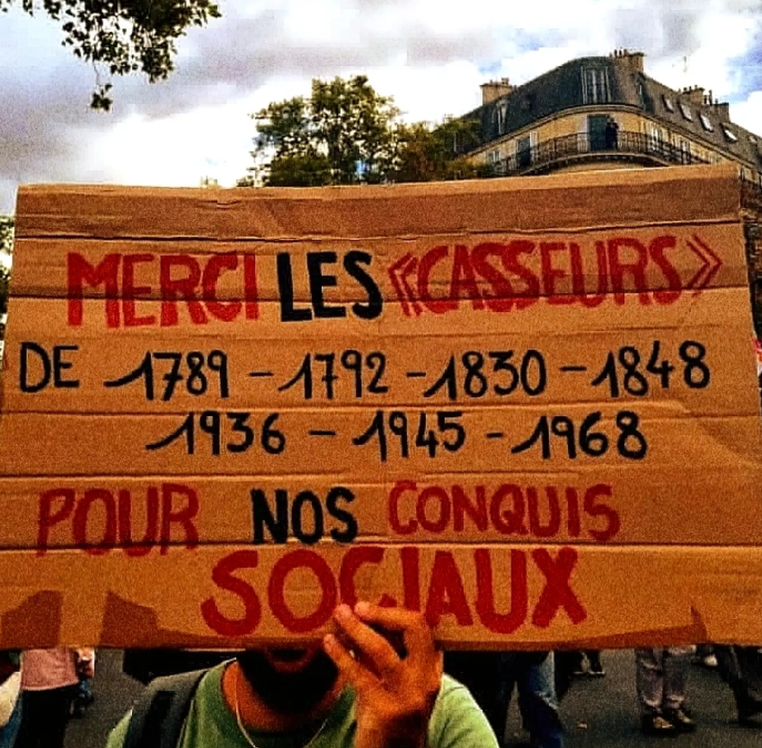 MERCI LES «CASSEURS»
DE 1789 - 1792 - 1830 - 1848
1936 - 1945 - 1968
POUR NOS CONQUIS
SOCIAUX